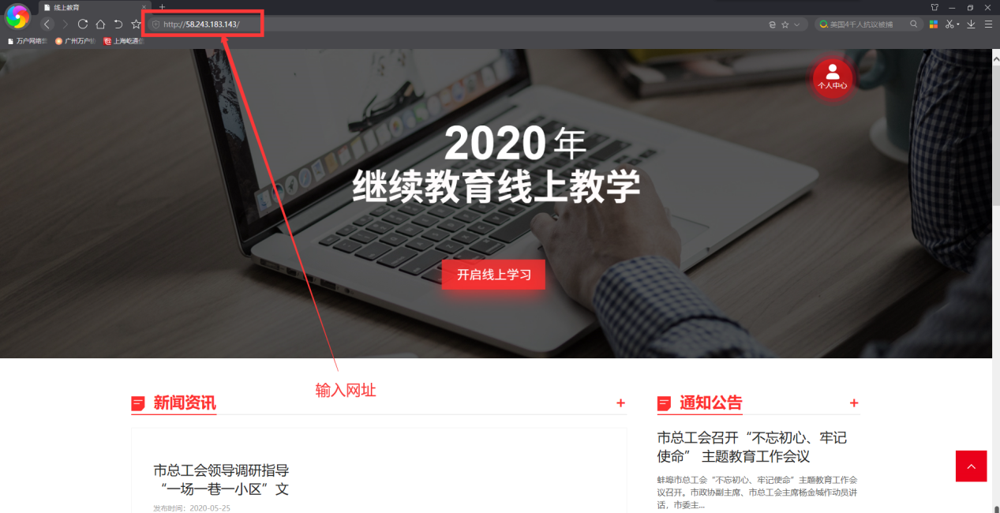 线上教育
http://58.243.183.143/
美国4千人抗议被捕
万户网络
广州万户
上海屹通信
个人中心
2020年
继续教育线上教学
开启线上学习
输入网址
新闻资讯
+
通知公告
+
市总工会领导调研指导
“一场一巷一小区”文
发布时间：2020-05-25
市总工会召开“不忘初心、牢记
使命” 主题教育工作会议
蚌埠市总工会“不忘初心、牢记使命”主题教育工作会
议召开。市政协副主席、市总工会主席杨金城作动员讲
话，市委主...